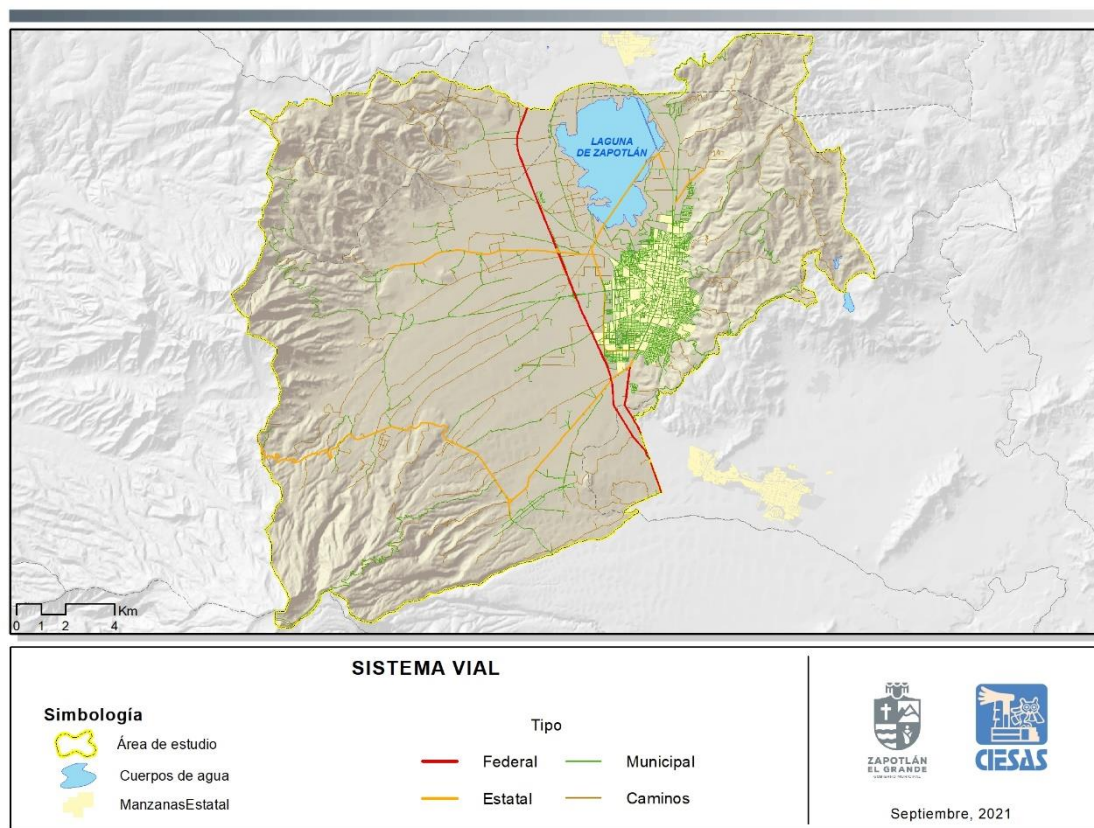 LAGUNA
DE ZAPOTLÁN
Km
0 1 2 4
SISTEMA VIAL
Simbología
Área de estudio
Cuerpos de agua
ManzanasEstatal
Tipo
Federal
Estatal
Municipal
Caminos
ZAPOTLÁN
EL GRANDE
CIESAS
Septiembre, 2021